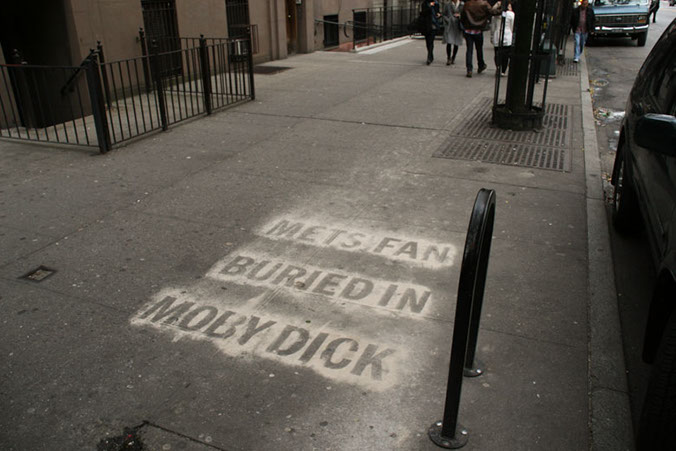 METS FAN
BURIED IN
MOBY DICK